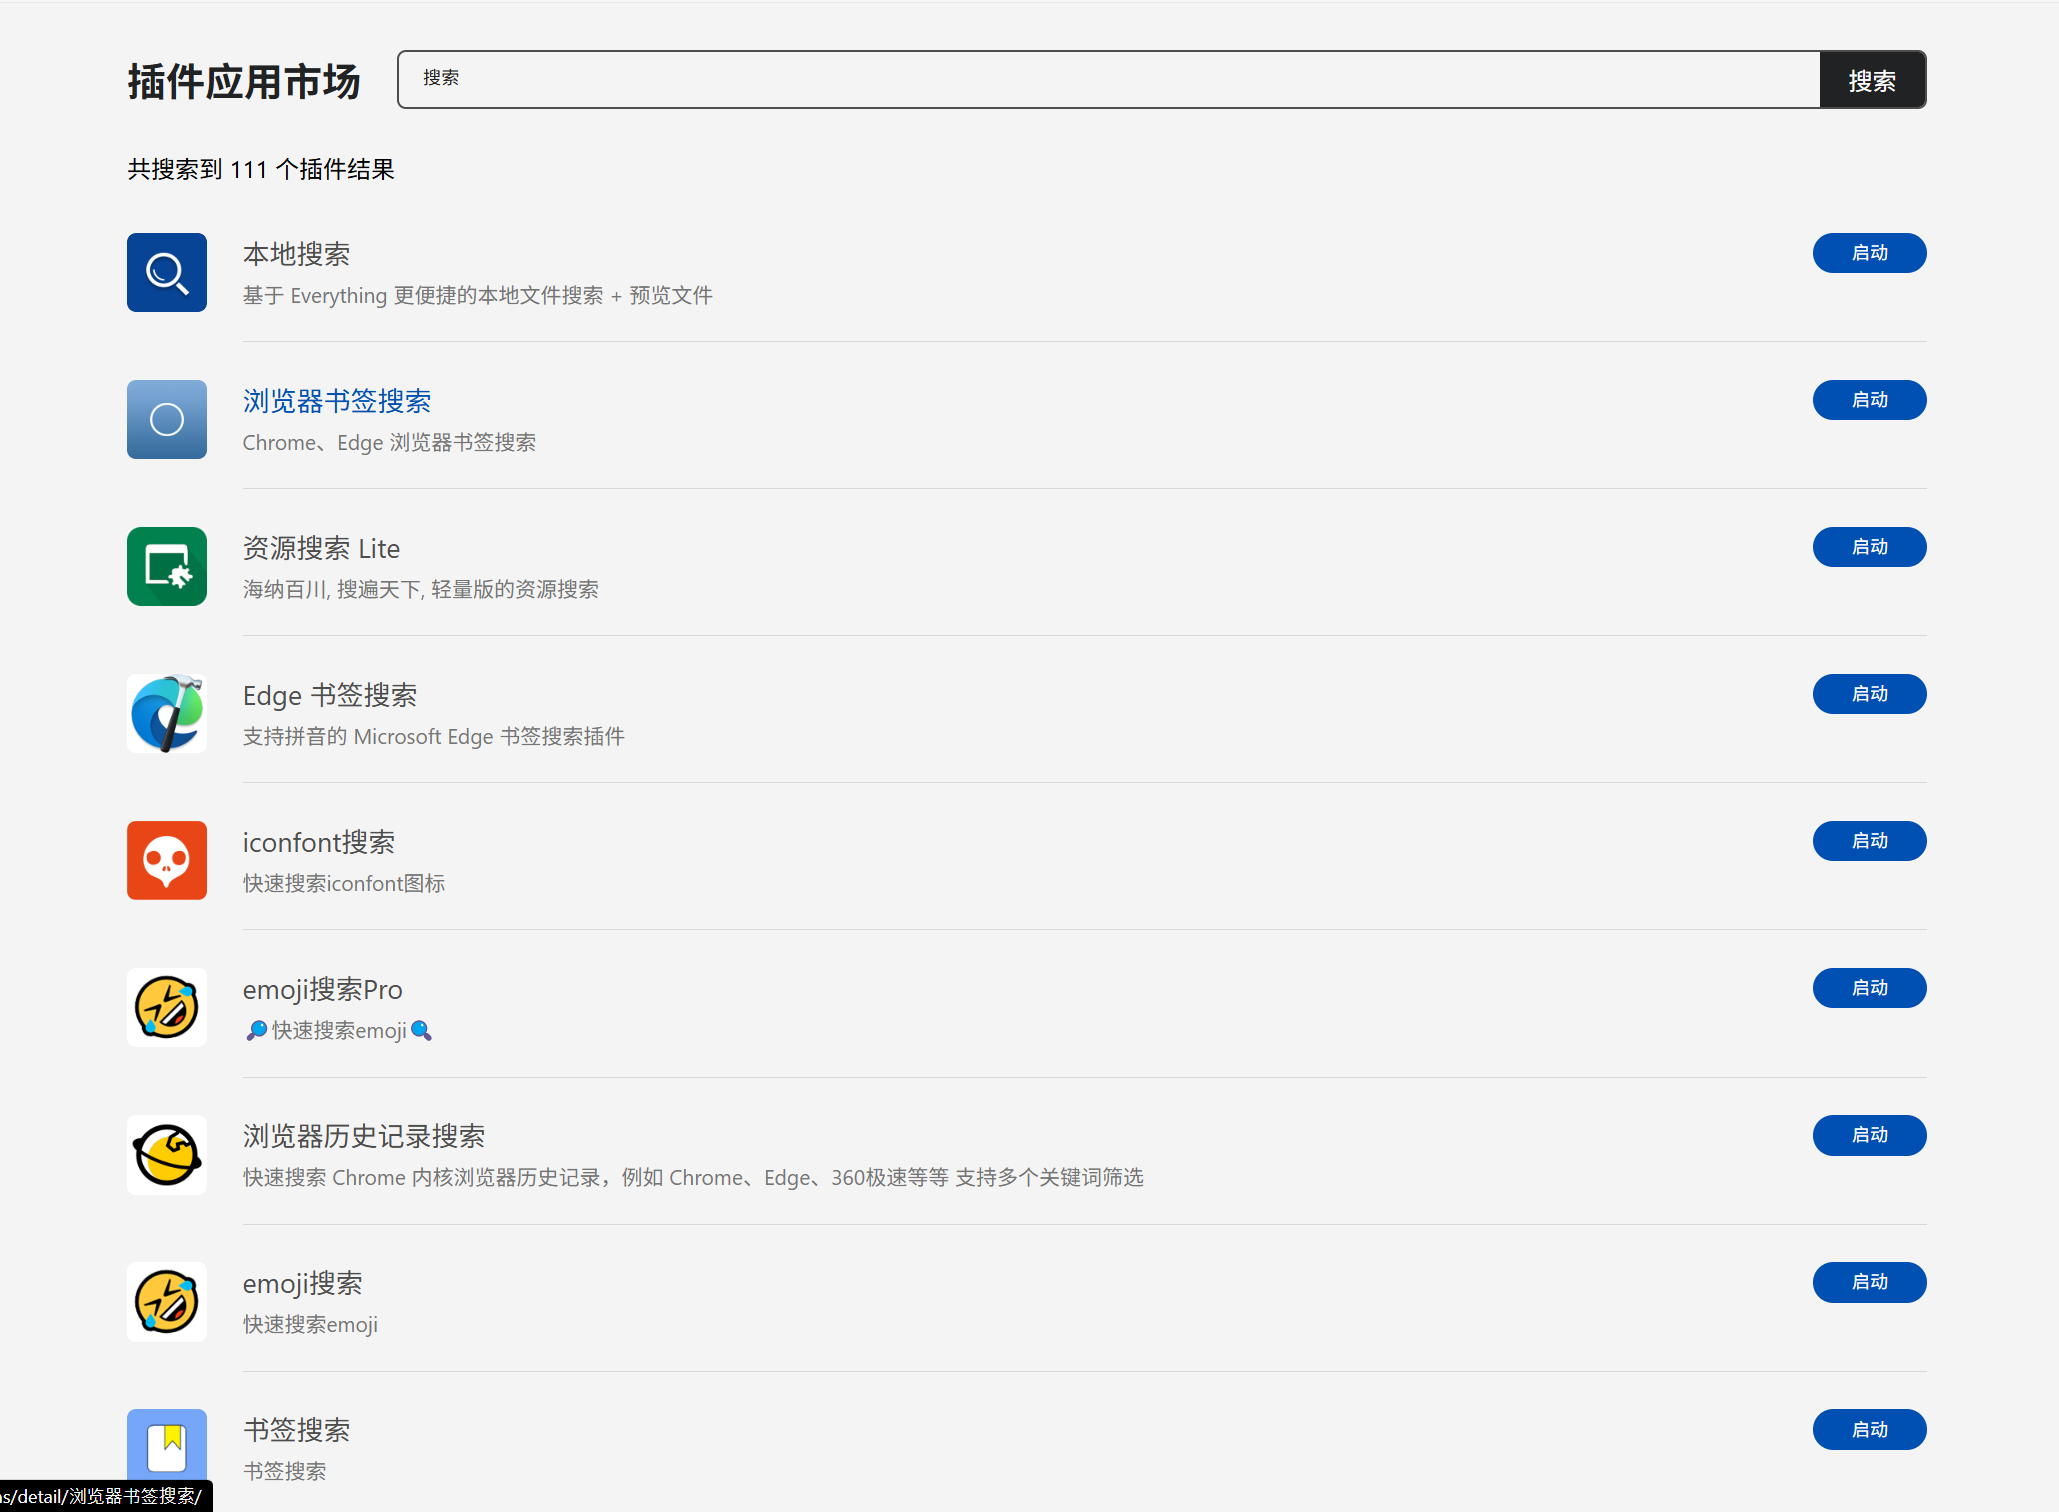 插件应用市场
搜索
搜索
共搜索到 111 个插件结果
本地搜索
启动
基于 Everything 更便捷的本地文件搜索 + 预览文件
浏览器书签搜索
启动
Chrome、Edge 浏览器书签搜索
资源搜索 Lite
启动
海纳百川, 搜遍天下, 轻量版的资源搜索
Edge 书签搜索
启动
支持拼音的 Microsoft Edge 书签搜索插件
iconfont搜索
启动
快速搜索iconfont图标
emoji搜索Pro
启动
🔎快速搜索emoji🔍
浏览器历史记录搜索
启动
快速搜索 Chrome 内核浏览器历史记录，例如 Chrome、Edge、360极速等等 支持多个关键词筛选
emoji搜索
启动
快速搜索emoji
书签搜索
启动
书签搜索
s/detail/浏览器书签搜索/